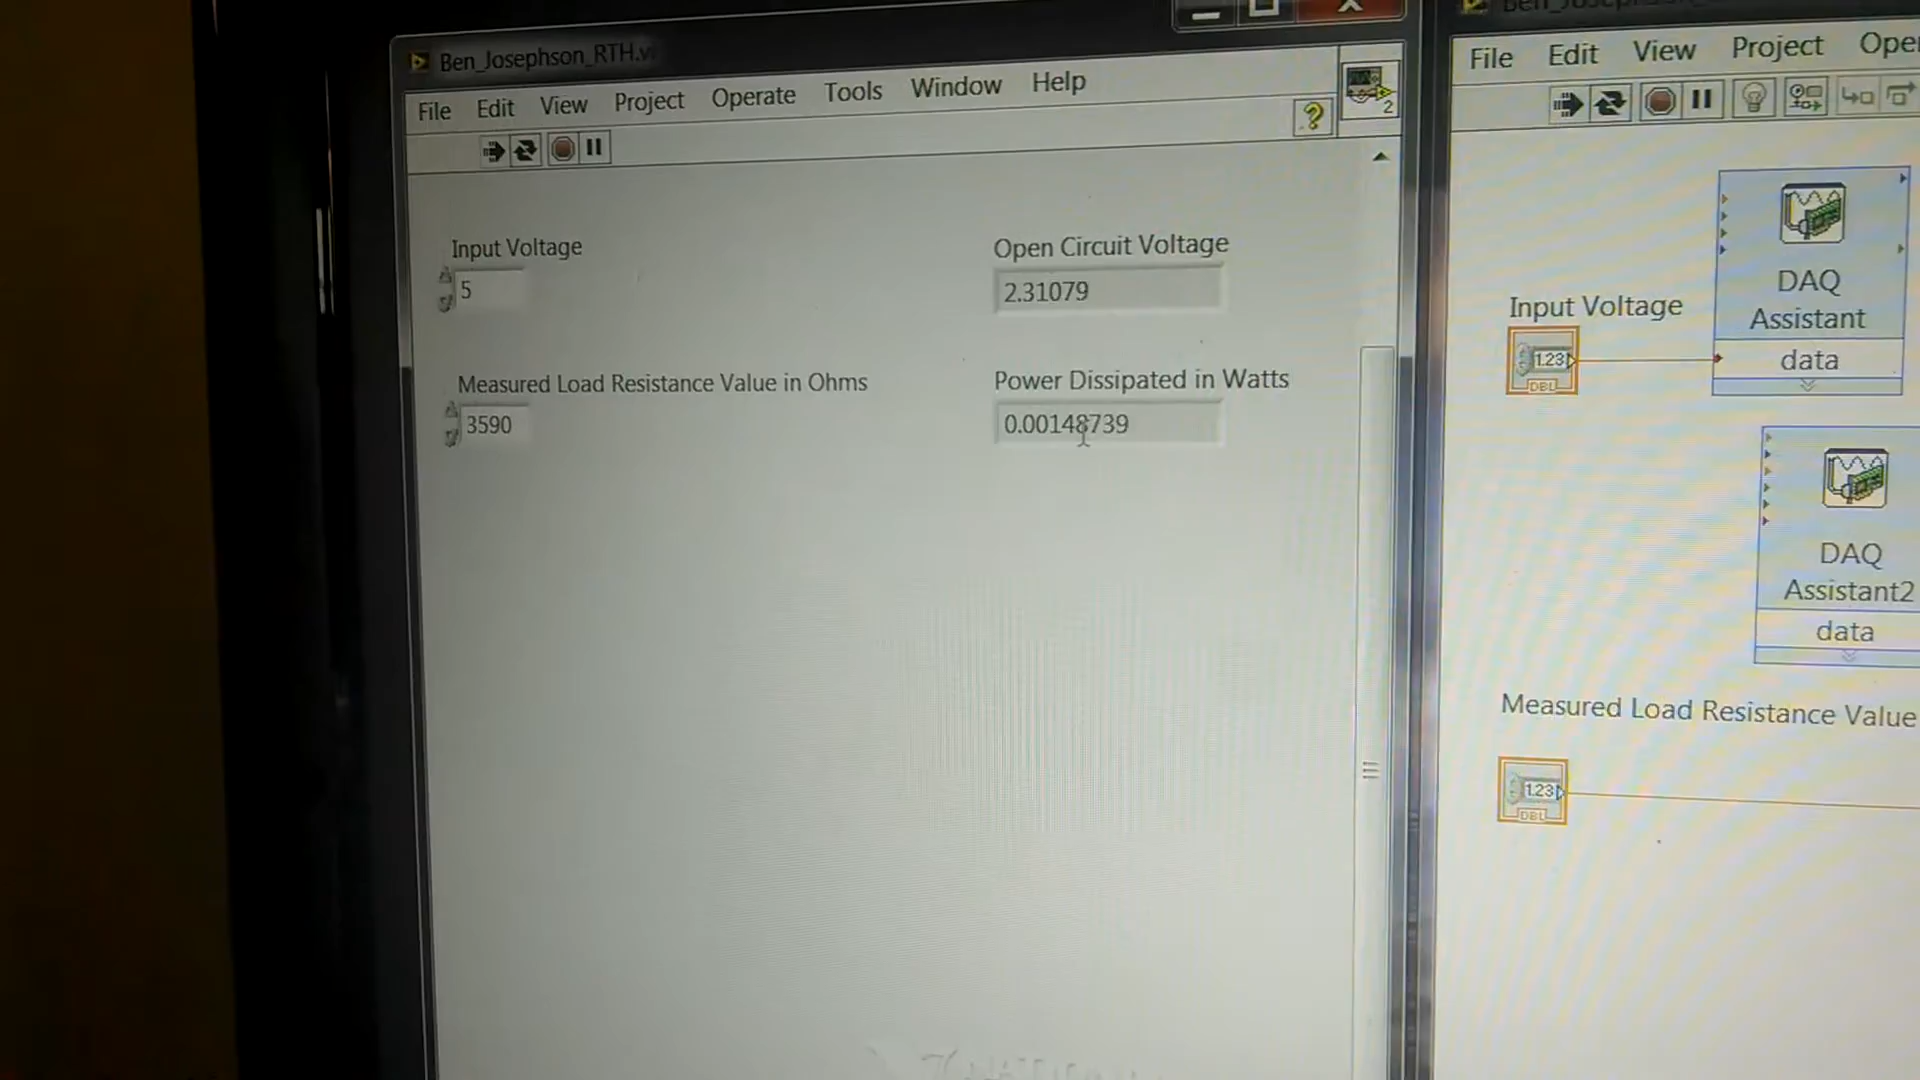 Ben_Josephson_RTH.vi
File Edit View Project Operate Tools Window Help
2
Input Voltage
5
Open Circuit Voltage
2.31079
Measured Load Resistance Value in Ohms
3590
Power Dissipated in Watts
0.00148739
File Edit View Project
DAQ
Assistant
data
Input Voltage
1.23
DBL
DAQ
Assistant2
data
Measured Load Resistance Value
1.23
DBL